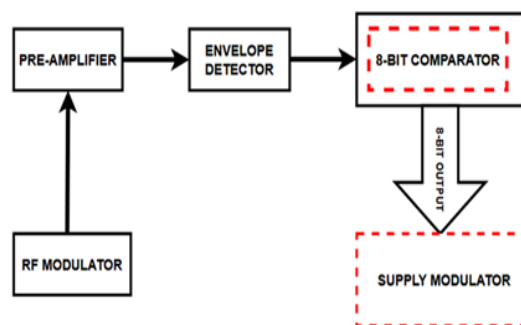 PRE-AMPLIFIER
ENVELOPE
DETECTOR
8-BIT COMPARATOR
8-BIT OUTPUT
RF MODULATOR
SUPPLY MODULATOR